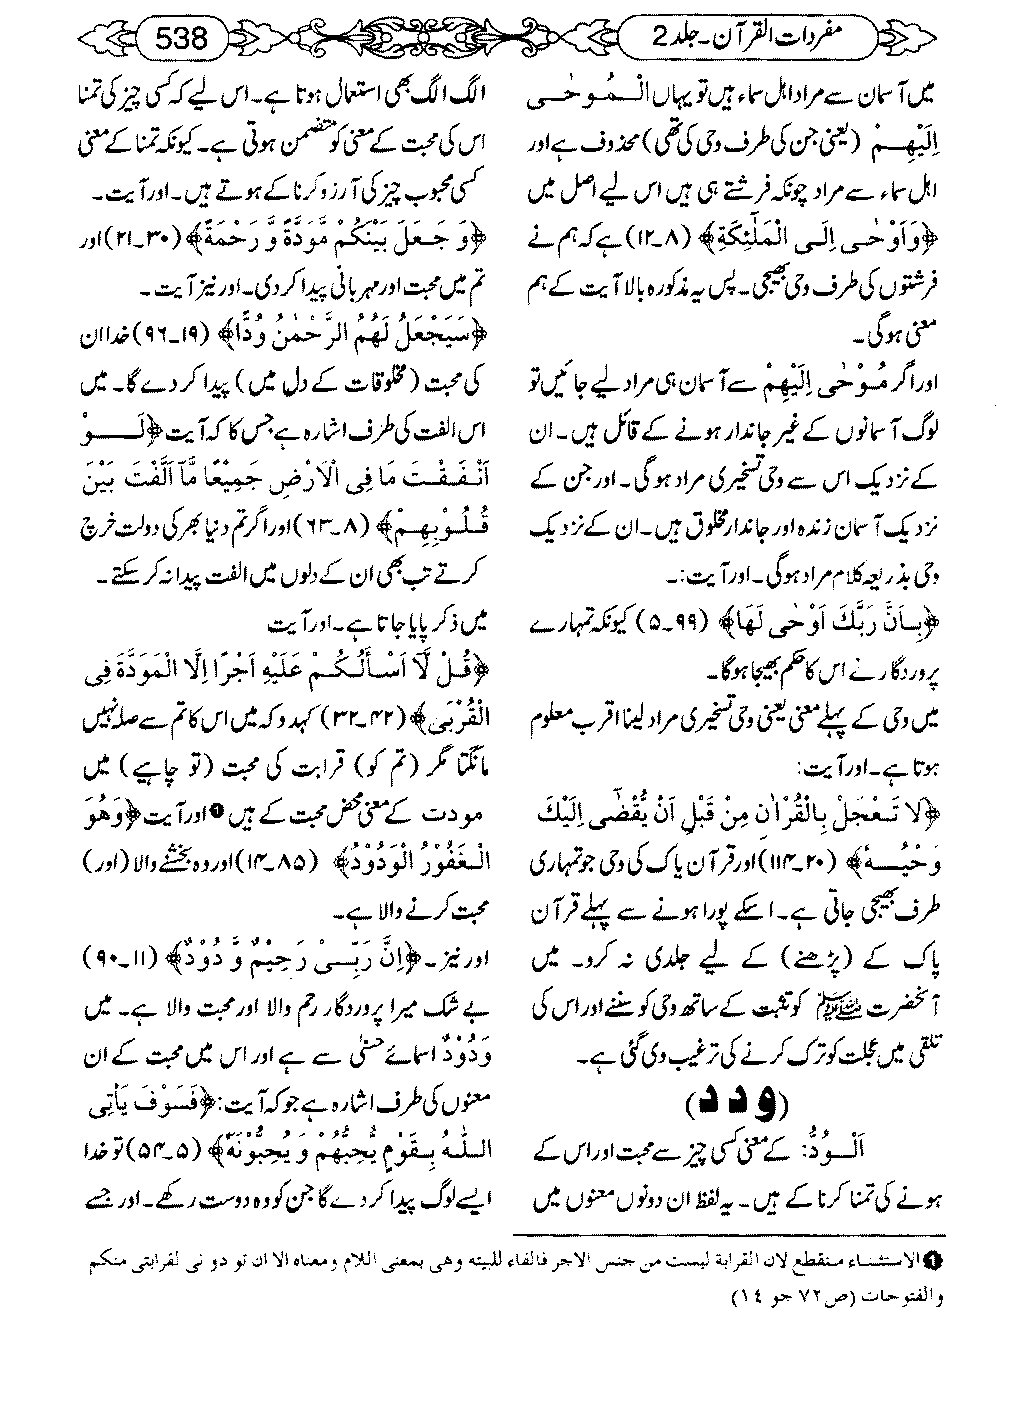 مفردات القرآن۔جلد 2
538
میں آسمان سے مراد اہل سماء ہیں تو یہاں الْمُوحٰی
اِلَیْهِمْ (یعنی جن کی طرف وحی کی گئی) محذوف ہے اور
اہل سماء سے مراد چونکہ فرشتے ہی ہیں اس لیے اصل میں
﴿وَاَوْحٰی اِلَی الْمَلٰٓئِكَةِ﴾ (۸۔۱۲) ہے کہ ہم نے
فرشتوں کی طرف وحی بھیجی۔ پس یہ مذکورہ بالا آیت کے ہم
معنی ہوگی۔
اور اگر مُوْحٰی اِلَیْهِمْ سے آسمان ہی مراد لیے جائیں تو
لوگ آسمانوں کے غیر جاندار ہونے کے قائل ہیں۔ ان
کے نزدیک اس سے وحی تسخیری مراد ہوگی۔ اور جن کے
نزدیک آسمان زندہ اور جاندار مخلوق ہیں۔ ان کے نزدیک
وحی بذریعہ کلام مراد ہوگی۔ اور آیت:۔
﴿بِاَنَّ رَبَّكَ اَوْحٰی لَهَا﴾ (۹۹۔۵) کیونکہ تمہارے
پروردگار نے اس کا حکم بھیجا ہوگا۔
میں وحی کے پہلے معنی یعنی وحی تسخیری مراد لینا اقرب معلوم
ہوتا ہے۔ اور آیت:
﴿لَا تَعْجَلْ بِالْقُرْاٰنِ مِنْ قَبْلِ اَنْ یُّقْضٰٓی اِلَیْكَ
وَحْیُهٗ﴾ (۲۰۔۱۱۴) اور قرآن پاک کی وحی جو تمہاری
طرف بھیجی جاتی ہے۔ اسکے پورا ہونے سے پہلے قرآن
پاک کے (پڑھنے) کے لیے جلدی نہ کرو۔ میں
آنحضرت ﷺ کو تثبت کے ساتھ وحی کو سننے اور اس کی
تلقی میں عجلت کو ترک کرنے کی ترغیب دی گئی ہے۔
(و د د)
اَلْوُدُّ: کے معنی کسی چیز سے محبت اور اس کے
ہونے کی تمنا کرنا کے ہیں۔ یہ لفظ ان دونوں معنوں میں
الگ الگ بھی استعمال ہوتا ہے۔ اس لیے کہ کسی چیز کی تمنا
اس کی محبت کے معنی کو متضمن ہوتی ہے۔ کیونکہ تمنا کے معنی
کسی محبوب چیز کی آرزو کرنا کے ہوتے ہیں۔ اور آیت۔
﴿وَ جَعَلَ بَیْنَكُمْ مَّوَدَّةً وَّ رَحْمَةً﴾ (۳۰۔۲۱) اور
تم میں محبت اور مہربانی پیدا کر دی۔ اور نیز آیت۔
﴿سَیَجْعَلُ لَهُمُ الرَّحْمٰنُ وُدًّا﴾ (۱۹۔۹۶) خدا ان
کی محبت (مخلوقات کے دل میں) پیدا کر دے گا۔ میں
اس الفت کی طرف اشارہ ہے جس کا کہ آیت ﴿لَوْ
اَنْفَقْتَ مَا فِی الْاَرْضِ جَمِیْعًا مَّاۤ اَلَّفْتَ بَیْنَ
قُلُوْبِهِمْ﴾ (۸۔۶۳) اور اگر تم دنیا بھر کی دولت خرچ
کرتے تب بھی ان کے دلوں میں الفت پیدا نہ کر سکتے۔
میں ذکر پایا جاتا ہے۔ اور آیت
﴿قُلْ لَّاۤ اَسْاَلُكُمْ عَلَیْهِ اَجْرًا اِلَّا الْمَوَدَّةَ فِی
الْقُرْبٰی﴾ (۴۲۔۳۲) کہدو کہ میں اس کا تم سے صلہ نہیں
مانگتا مگر (تم کو) قرابت کی محبت (تو چاہیے) میں
مودت کے معنی محض محبت کے ہیں ❶ اور آیت ﴿وَهُوَ
الْغَفُوْرُ الْوَدُوْدُ﴾ (۸۵۔۱۴) اور وہ بخشنے والا (اور)
محبت کرنے والا ہے۔
اور نیز۔ ﴿اِنَّ رَبِّیْ رَحِیْمٌ وَّ دُوْدٌ﴾ (۱۱۔۹۰)
بے شک میرا پروردگار رحم والا اور محبت والا ہے۔ میں
وَدُوْدٌ اسمائے حسنٰی سے ہے اور اس میں محبت کے ان
معنوں کی طرف اشارہ ہے جو کہ آیت: ﴿فَسَوْفَ یَاْتِی
اللّٰهُ بِقَوْمٍ یُّحِبُّهُمْ وَ یُحِبُّوْنَهٗ﴾ (۵۔۵۴) تو خدا
ایسے لوگ پیدا کر دے گا جن کو وہ دوست رکھے۔ اور جسے
❶ الاستثناء منقطع لان القرابة ليست من جنس الاجر فالفاء للبيته وهى بمعنى اللام ومعناه الا ان تو دو نى لقرابتى منكم
والفتوحات (ص۷۲ جو ١٤)